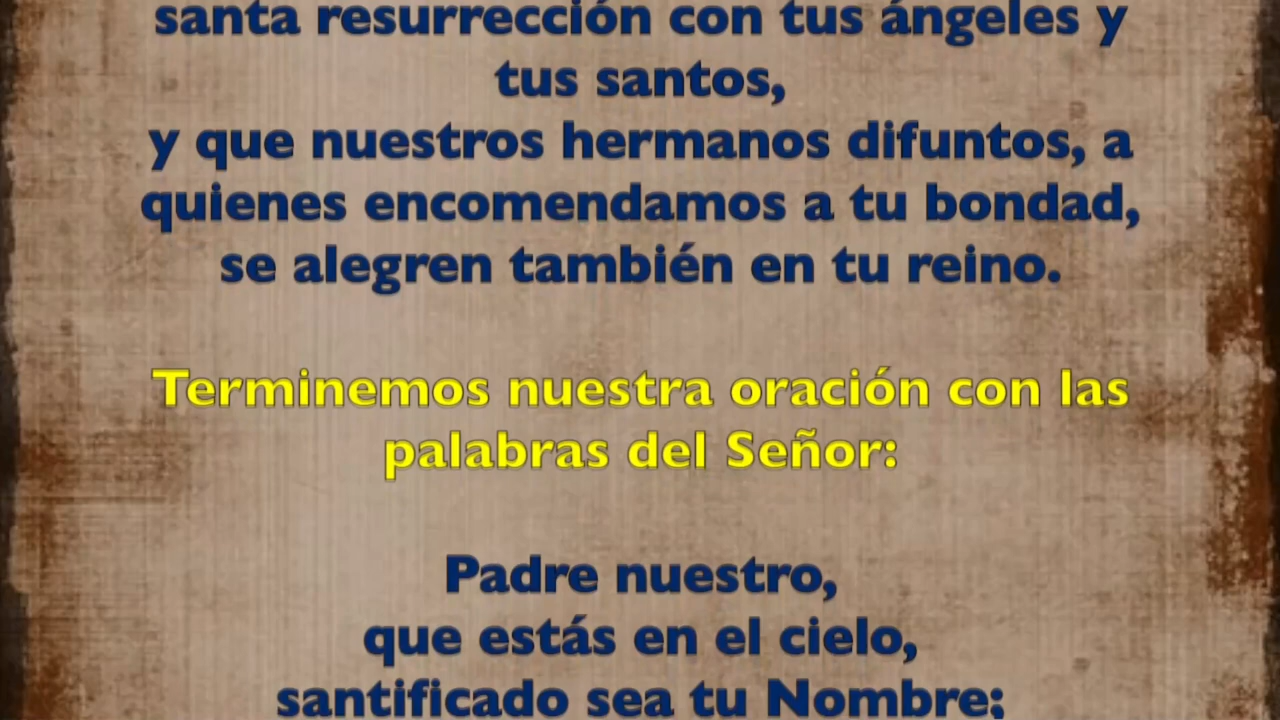 santa resurrección con tus ángeles y
tus santos,
y que nuestros hermanos difuntos, a
quienes encomendamos a tu bondad,
se alegren también en tu reino.
Terminemos nuestra oración con las
palabras del Señor:
Padre nuestro,
que estás en el cielo,
santificado sea tu Nombre;